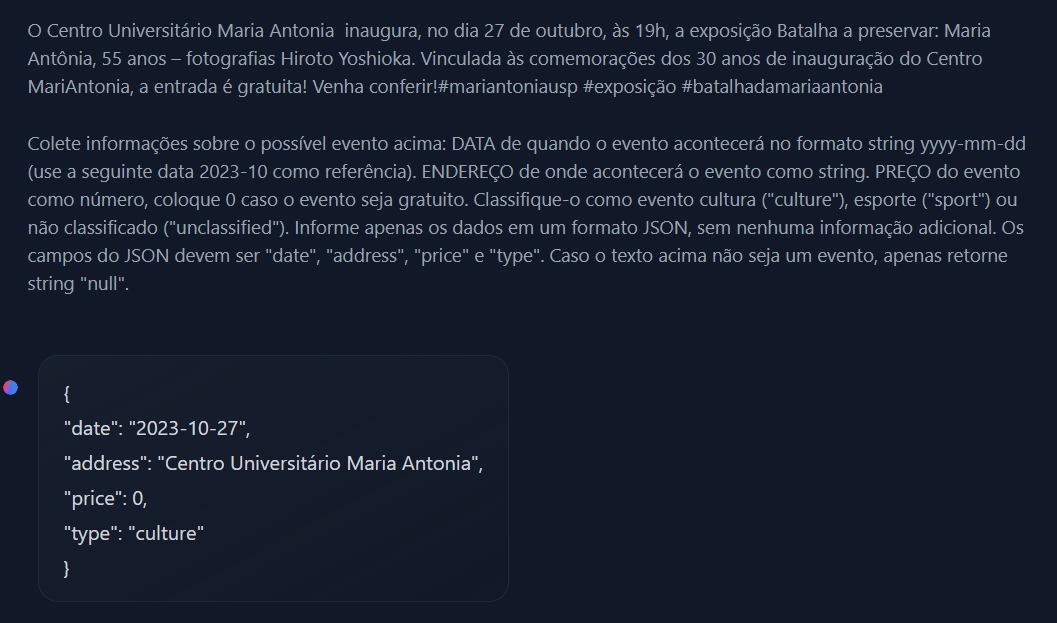 O Centro Universitário Maria Antonia  inaugura, no dia 27 de outubro, às 19h, a exposição Batalha a preservar: Maria
Antônia, 55 anos – fotografias Hiroto Yoshioka. Vinculada às comemorações dos 30 anos de inauguração do Centro
MariAntonia, a entrada é gratuita! Venha conferir!#mariantoniausp #exposição #batalhadamariaantonia
Colete informações sobre o possível evento acima: DATA de quando o evento acontecerá no formato string yyyy-mm-dd
(use a seguinte data 2023-10 como referência). ENDEREÇO de onde acontecerá o evento como string. PREÇO do evento
como número, coloque 0 caso o evento seja gratuito. Classifique-o como evento cultura ("culture"), esporte ("sport") ou
não classificado ("unclassified"). Informe apenas os dados em um formato JSON, sem nenhuma informação adicional. Os
campos do JSON devem ser "date", "address", "price" e "type". Caso o texto acima não seja um evento, apenas retorne
string "null".
{
"date": "2023-10-27",
"address": "Centro Universitário Maria Antonia",
"price": 0,
"type": "culture"
}